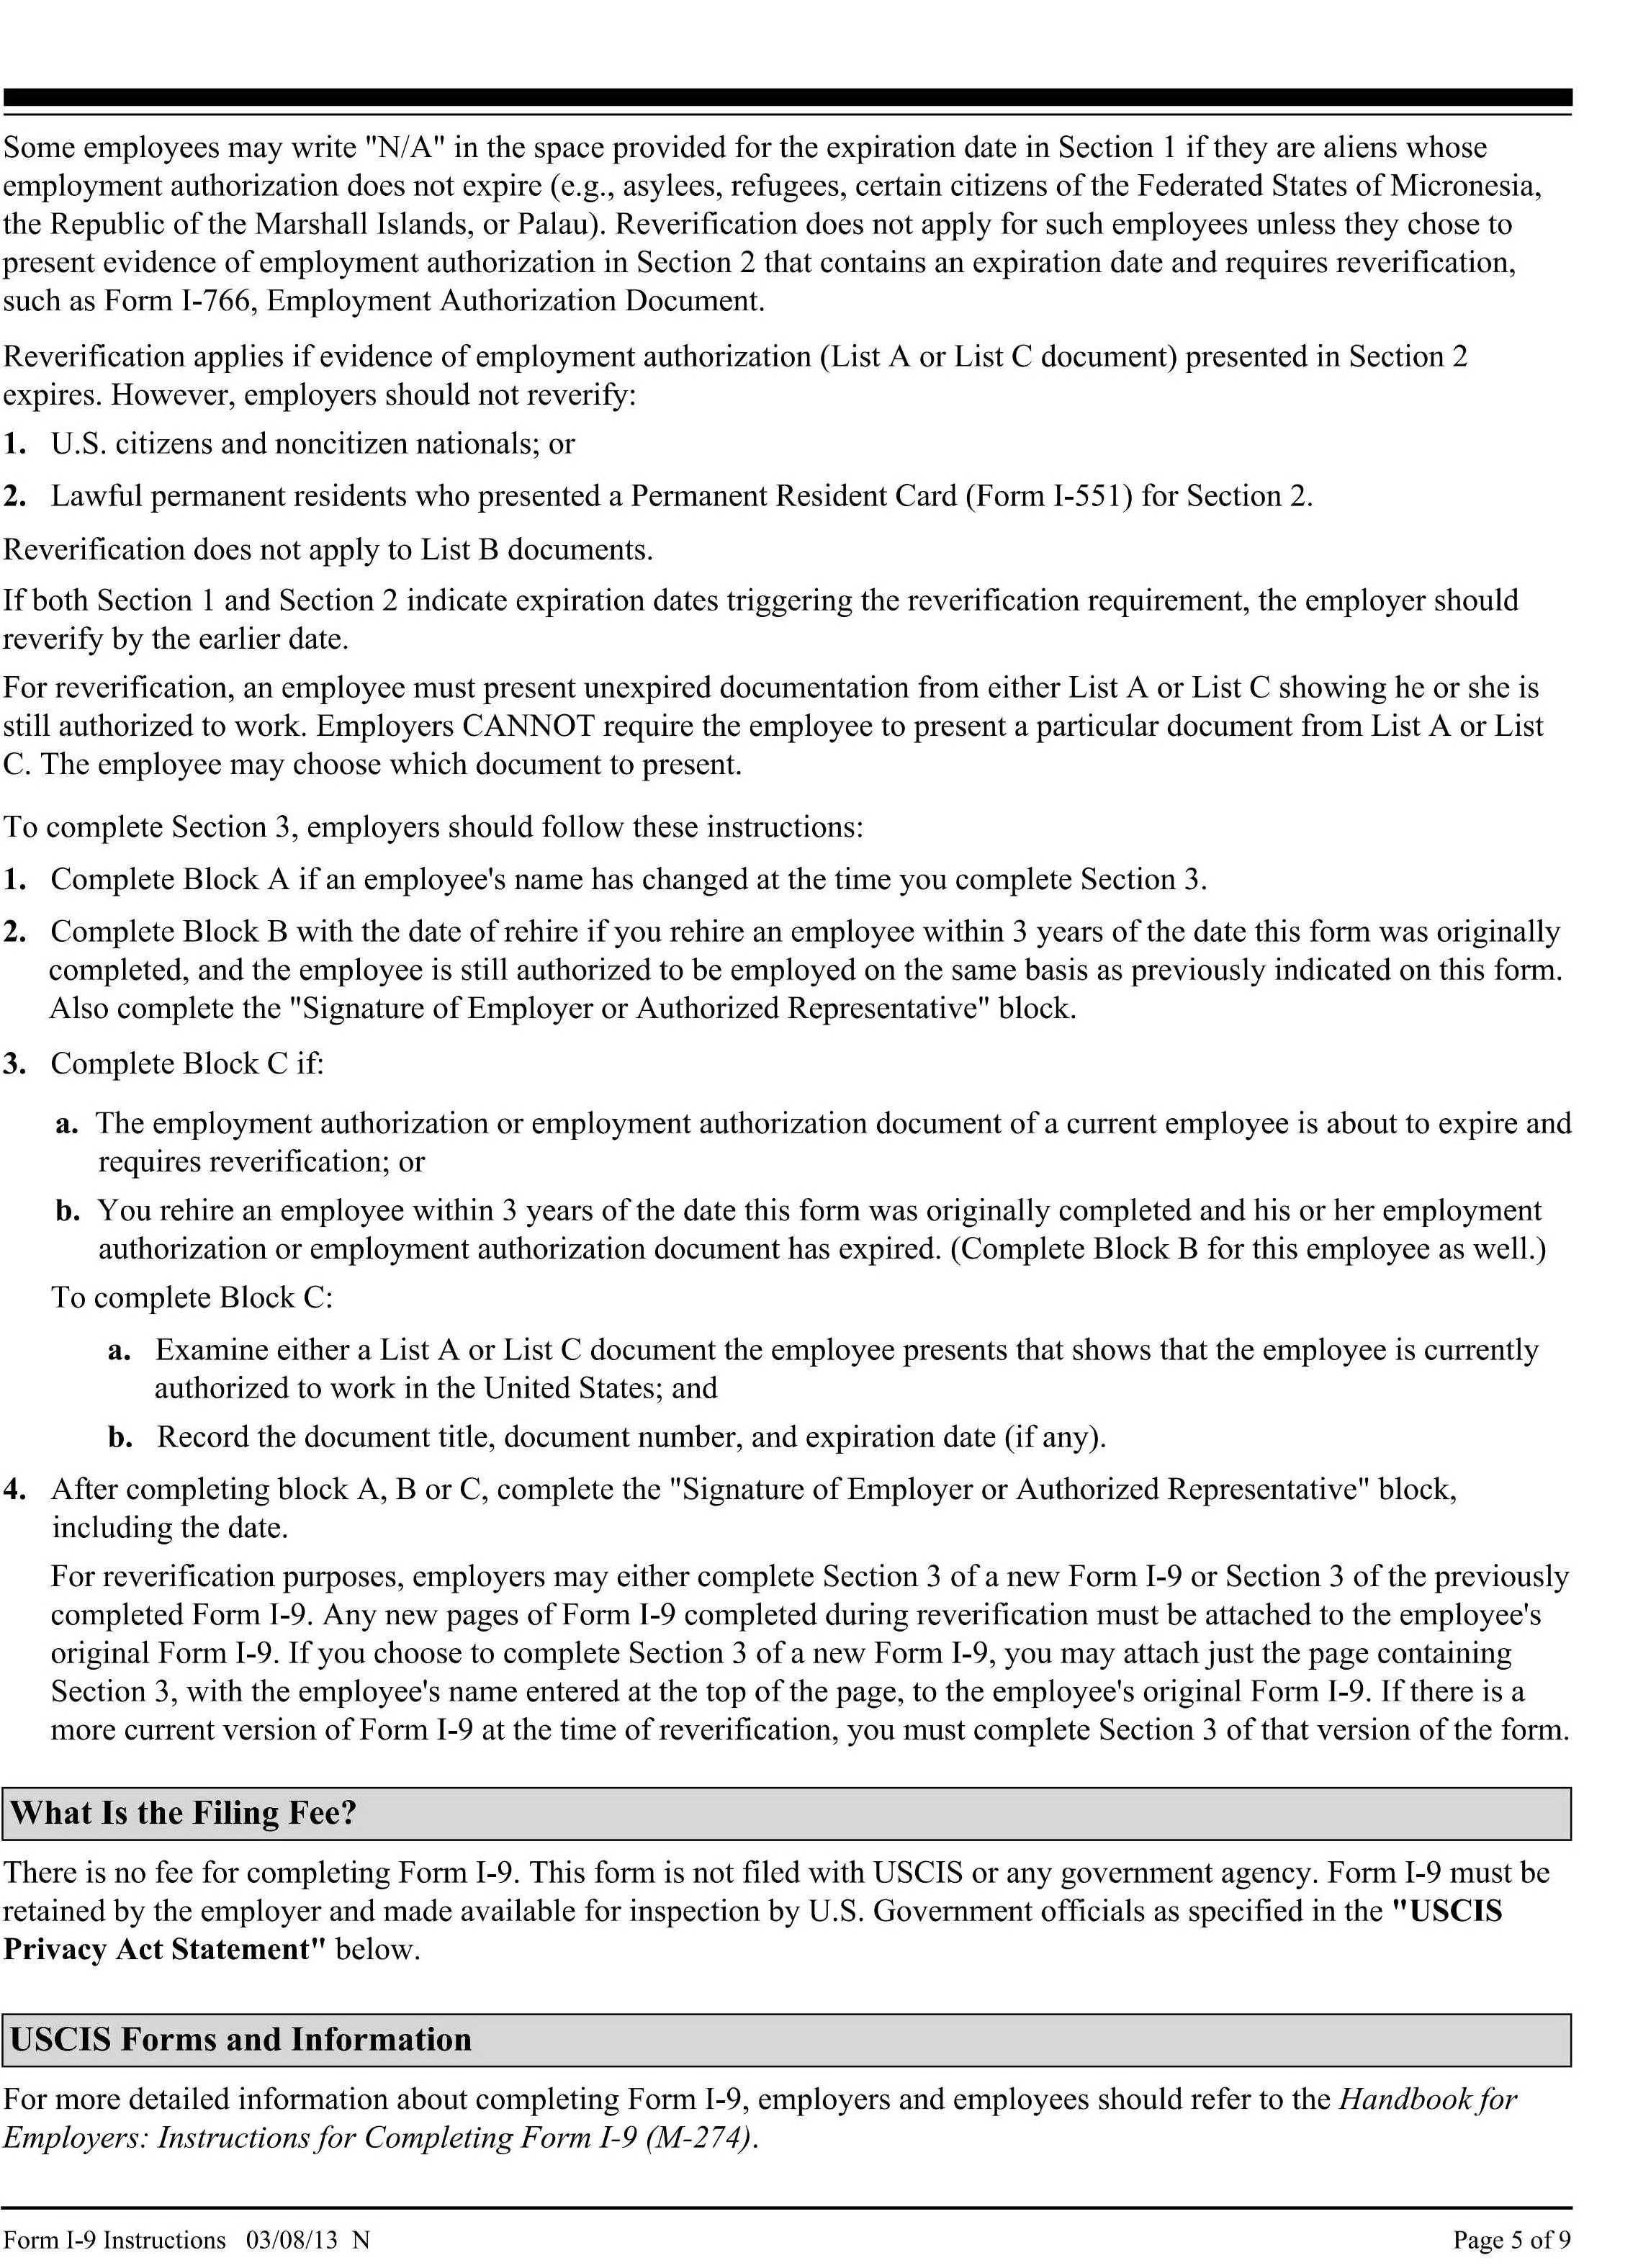 Some employees may write "N/A" in the space provided for the expiration date in Section 1 if they are aliens whose
employment authorization does not expire (e.g., asylees, refugees, certain citizens of the Federated States of Micronesia,
the Republic of the Marshall Islands, or Palau). Reverification does not apply for such employees unless they chose to
present evidence of employment authorization in Section 2 that contains an expiration date and requires reverification,
such as Form I-766, Employment Authorization Document.
Reverification applies if evidence of employment authorization (List A or List C document) presented in Section 2
expires. However, employers should not reverify:
1. U.S. citizens and noncitizen nationals; or
2. Lawful permanent residents who presented a Permanent Resident Card (Form I-551) for Section 2.
Reverification does not apply to List B documents.
If both Section 1 and Section 2 indicate expiration dates triggering the reverification requirement, the employer should
reverify by the earlier date.
For reverification, an employee must present unexpired documentation from either List A or List C showing he or she is
still authorized to work. Employers CANNOT require the employee to present a particular document from List A or List
C. The employee may choose which document to present.
To complete Section 3, employers should follow these instructions:
1. Complete Block A if an employee's name has changed at the time you complete Section 3.
2. Complete Block B with the date of rehire if you rehire an employee within 3 years of the date this form was originally
completed, and the employee is still authorized to be employed on the same basis as previously indicated on this form.
Also complete the "Signature of Employer or Authorized Representative" block.
3. Complete Block C if:
a. The employment authorization or employment authorization document of a current employee is about to expire and
requires reverification; or
b. You rehire an employee within 3 years of the date this form was originally completed and his or her employment
authorization or employment authorization document has expired. (Complete Block B for this employee as well.)
To complete Block C:
a. Examine either a List A or List C document the employee presents that shows that the employee is currently
authorized to work in the United States; and
b. Record the document title, document number, and expiration date (if any).
4. After completing block A, B or C, complete the "Signature of Employer or Authorized Representative" block,
including the date.
For reverification purposes, employers may either complete Section 3 of a new Form I-9 or Section 3 of the previously
completed Form I-9. Any new pages of Form I-9 completed during reverification must be attached to the employee's
original Form I-9. If you choose to complete Section 3 of a new Form I-9, you may attach just the page containing
Section 3, with the employee's name entered at the top of the page, to the employee's original Form I-9. If there is a
more current version of Form I-9 at the time of reverification, you must complete Section 3 of that version of the form.
What Is the Filing Fee?
There is no fee for completing Form I-9. This form is not filed with USCIS or any government agency. Form I-9 must be
retained by the employer and made available for inspection by U.S. Government officials as specified in the "USCIS
Privacy Act Statement" below.
USCIS Forms and Information
For more detailed information about completing Form I-9, employers and employees should refer to the Handbook for
Employers: Instructions for Completing Form I-9 (M-274).
Form I-9 Instructions 03/08/13 N
Page 5 of 9